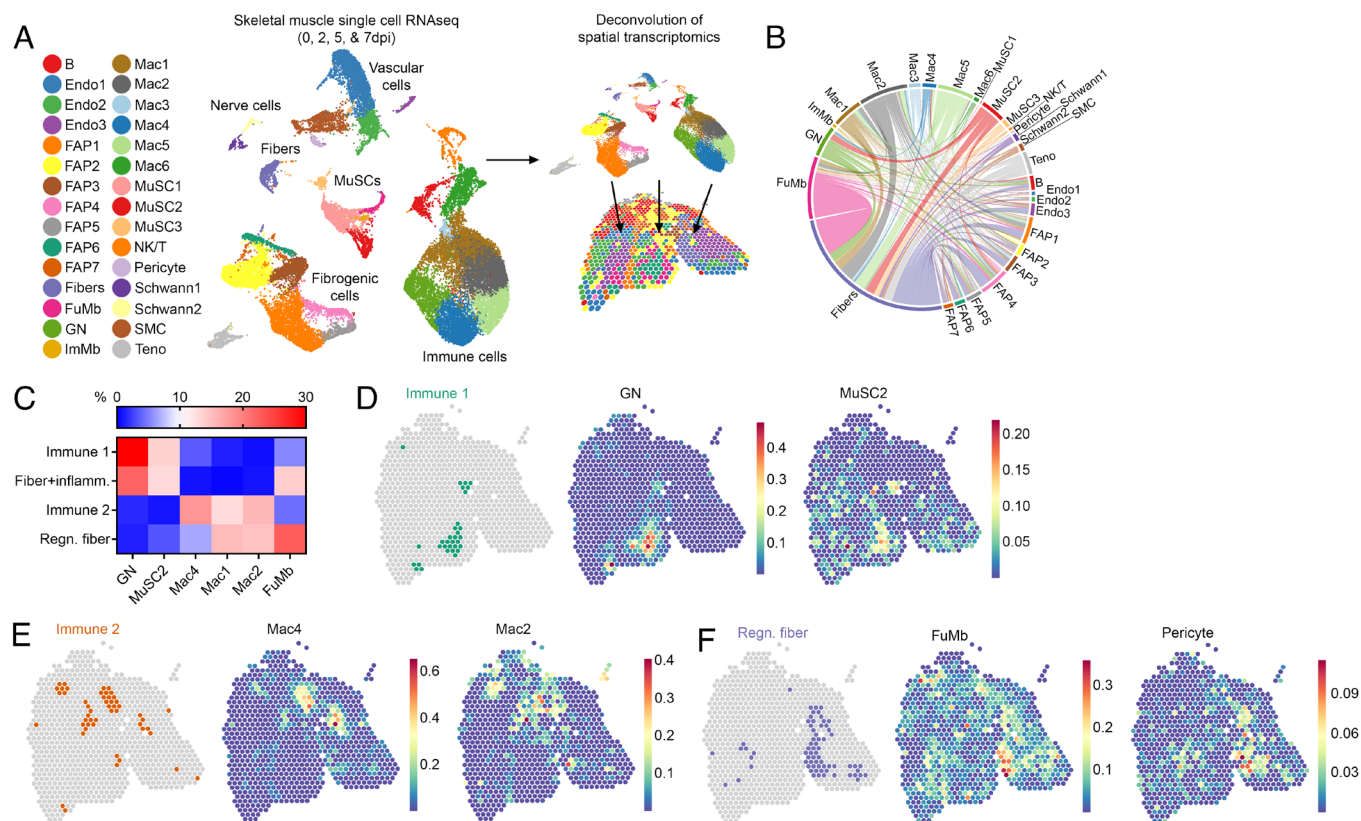 A
Skeletal muscle single cell RNAseq
(0, 2, 5, & 7dpi)
Deconvolution of
spatial transcriptomics
B
Endo1
Endo2
Endo3
FAP1
FAP2
FAP3
FAP4
FAP5
FAP6
FAP7
Fibers
FuMb
GN
ImMb
Mac1
Mac2
Mac3
Mac4
Mac5
Mac6
MuSC1
MuSC2
MuSC3
NK/T
Pericyte
Schwann1
Schwann2
SMC
Teno
Vascular
cells
Nerve cells
Fibers
MuSCs
Fibrogenic
cells
Immune cells
B
Fibers
FuMb
GN
ImMb
Mac1
Mac2
Mac3
Mac4
Mac5
Mac6
MuSC1
MuSC2
MuSC3
NK/T
Pericyte
Schwann1
Schwann2
SMC
Teno
B
Endo1
Endo2
Endo3
FAP1
FAP2
FAP3
FAP4
FAP5
FAP6
FAP7
C
% 0 10 20 30
Immune 1
Fiber+inflamm.
Immune 2
Regn. fiber
GN MuSC2 Mac4 Mac1 Mac2 FuMb
D
Immune 1
GN
0.4
0.3
0.2
0.1
MuSC2
0.20
0.15
0.10
0.05
E
Immune 2
Mac4
0.6
0.4
0.2
Mac2
0.4
0.3
0.2
0.1
F
Regn. fiber
FuMb
0.3
0.2
0.1
Pericyte
0.09
0.06
0.03